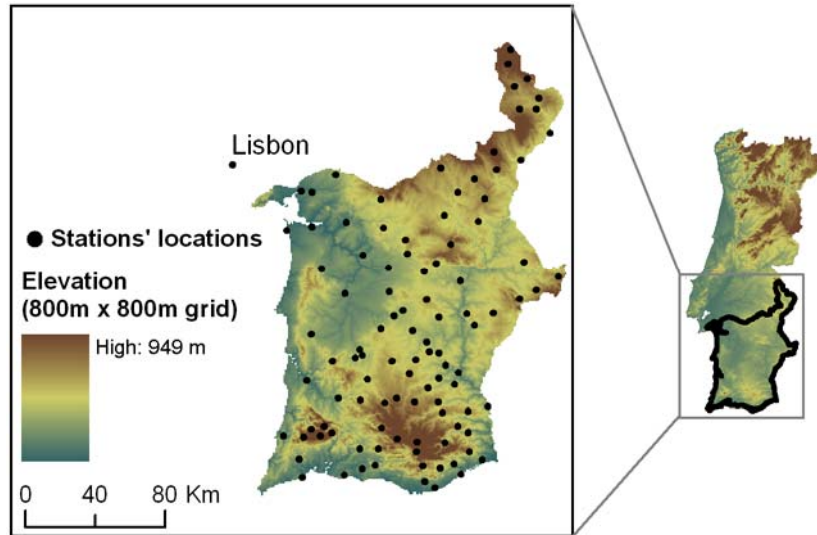 Lisbon
Stations' locations
Elevation
(800m x 800m grid)
High: 949 m
0 40 80 Km